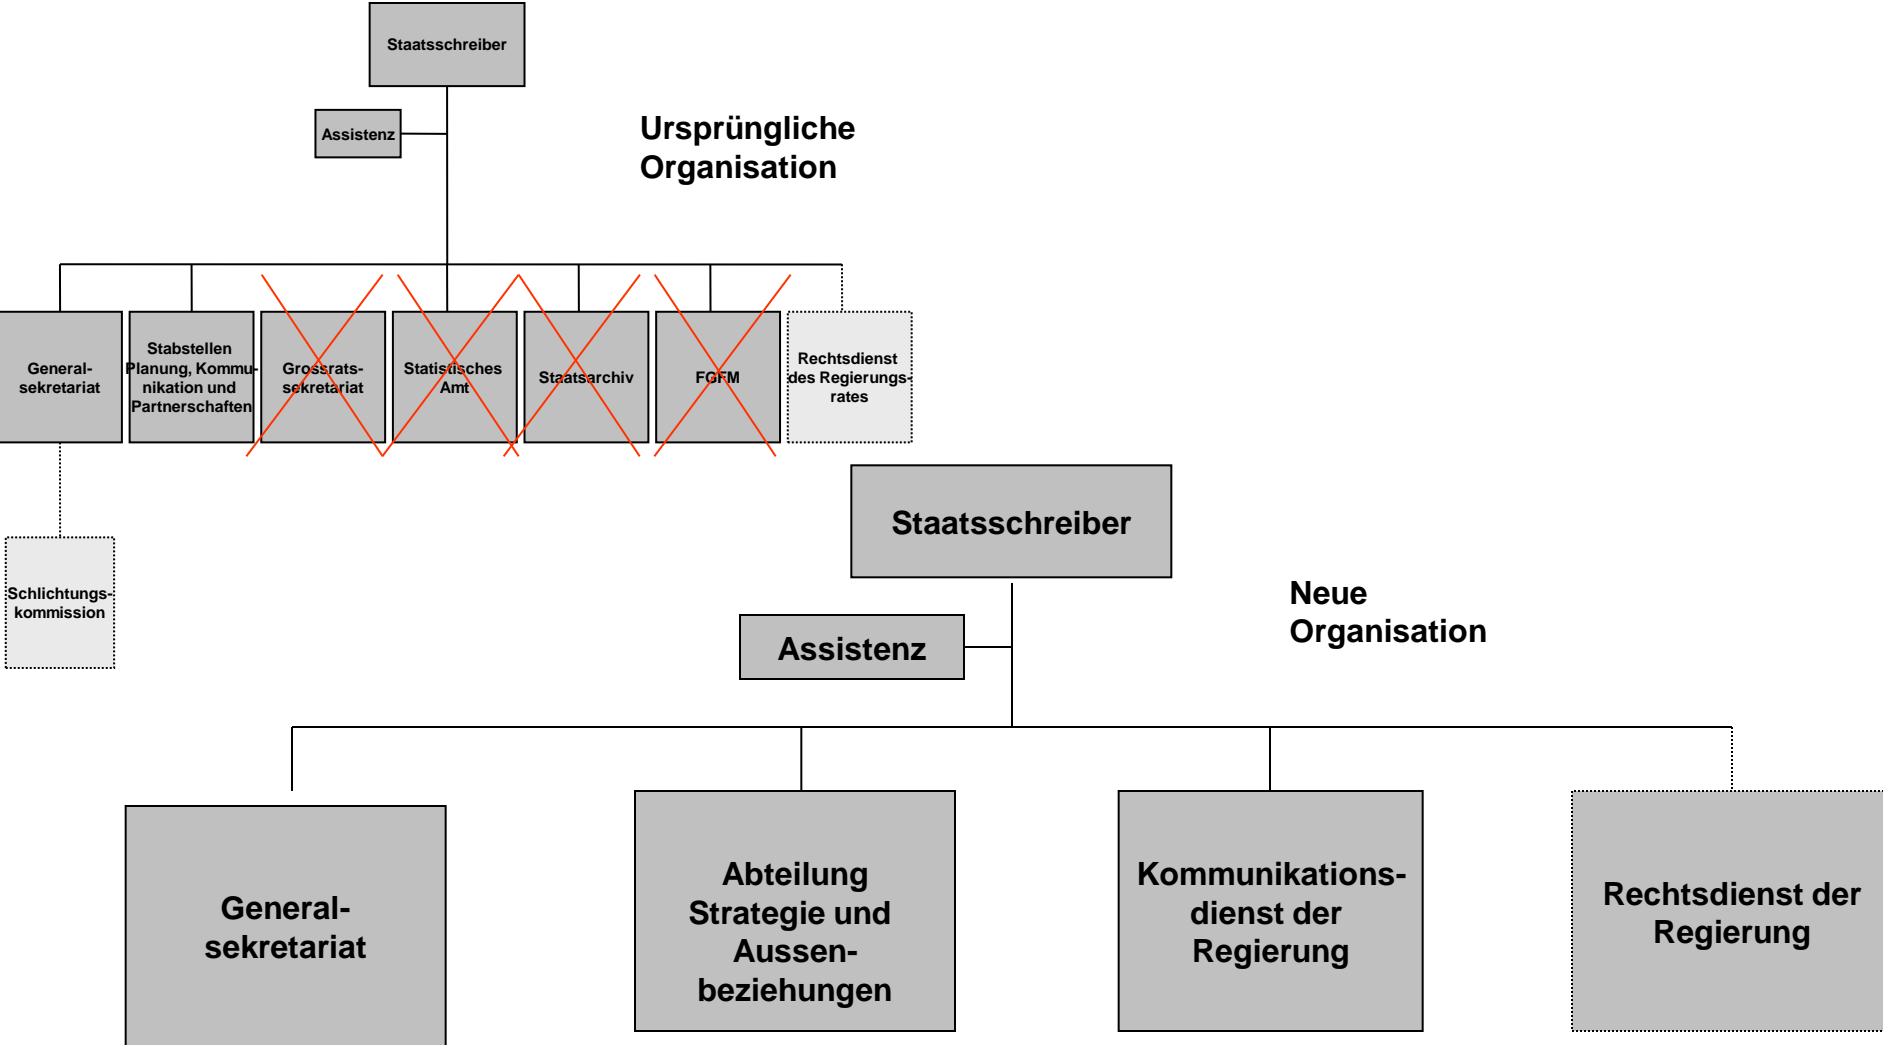 Staatsschreiber
Assistenz
Ursprüngliche
Organisation
General-
sekretariat
Stabstellen
Planung, Kommu-
nikation und
Partnerschaften
Grossrats-
sekretariat
Statistisches
Amt
Staatsarchiv
FGFM
Rechtsdienst
des Regierungs-
rates
Schlichtungs-
kommission
Staatsschreiber
Assistenz
Neue
Organisation
General-
sekretariat
Abteilung
Strategie und
Aussen-
beziehungen
Kommunikations-
dienst der
Regierung
Rechtsdienst der
Regierung